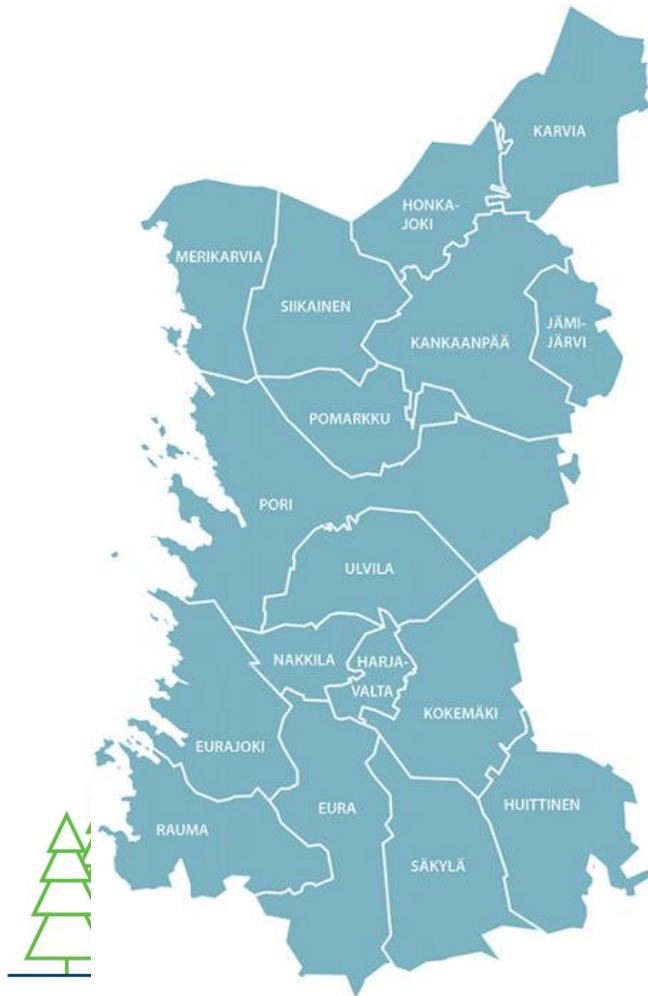 KARVIA
HONKA-
JOKI
MERIKARVIA
SIIKAINEN
JÄMI-
JÄRVI
KANKAANPÄÄ
POMARKKU
PORI
ULVILA
NAKKILA
HARJA-
VALTA
KOKEMÄKI
EURAJOKI
HUITTINEN
EURA
RAUMA
SÄKYLÄ